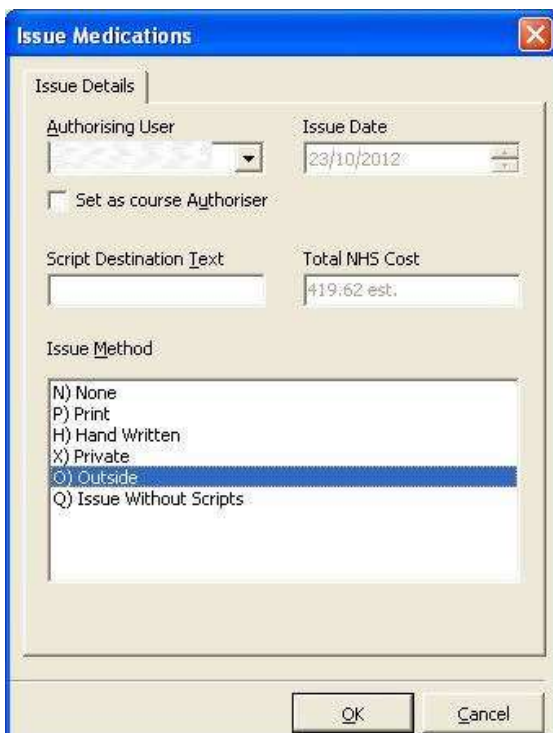 Issue Medications
Issue Details
Authorising User
Issue Date
23/10/2012
Set as course Authoriser
Script Destination Text
Total NHS Cost
419.62 est.
Issue Method
N) None
P) Print
H) Hand Written
X) Private
O) Outside
Q) Issue Without Scripts
OK
Cancel